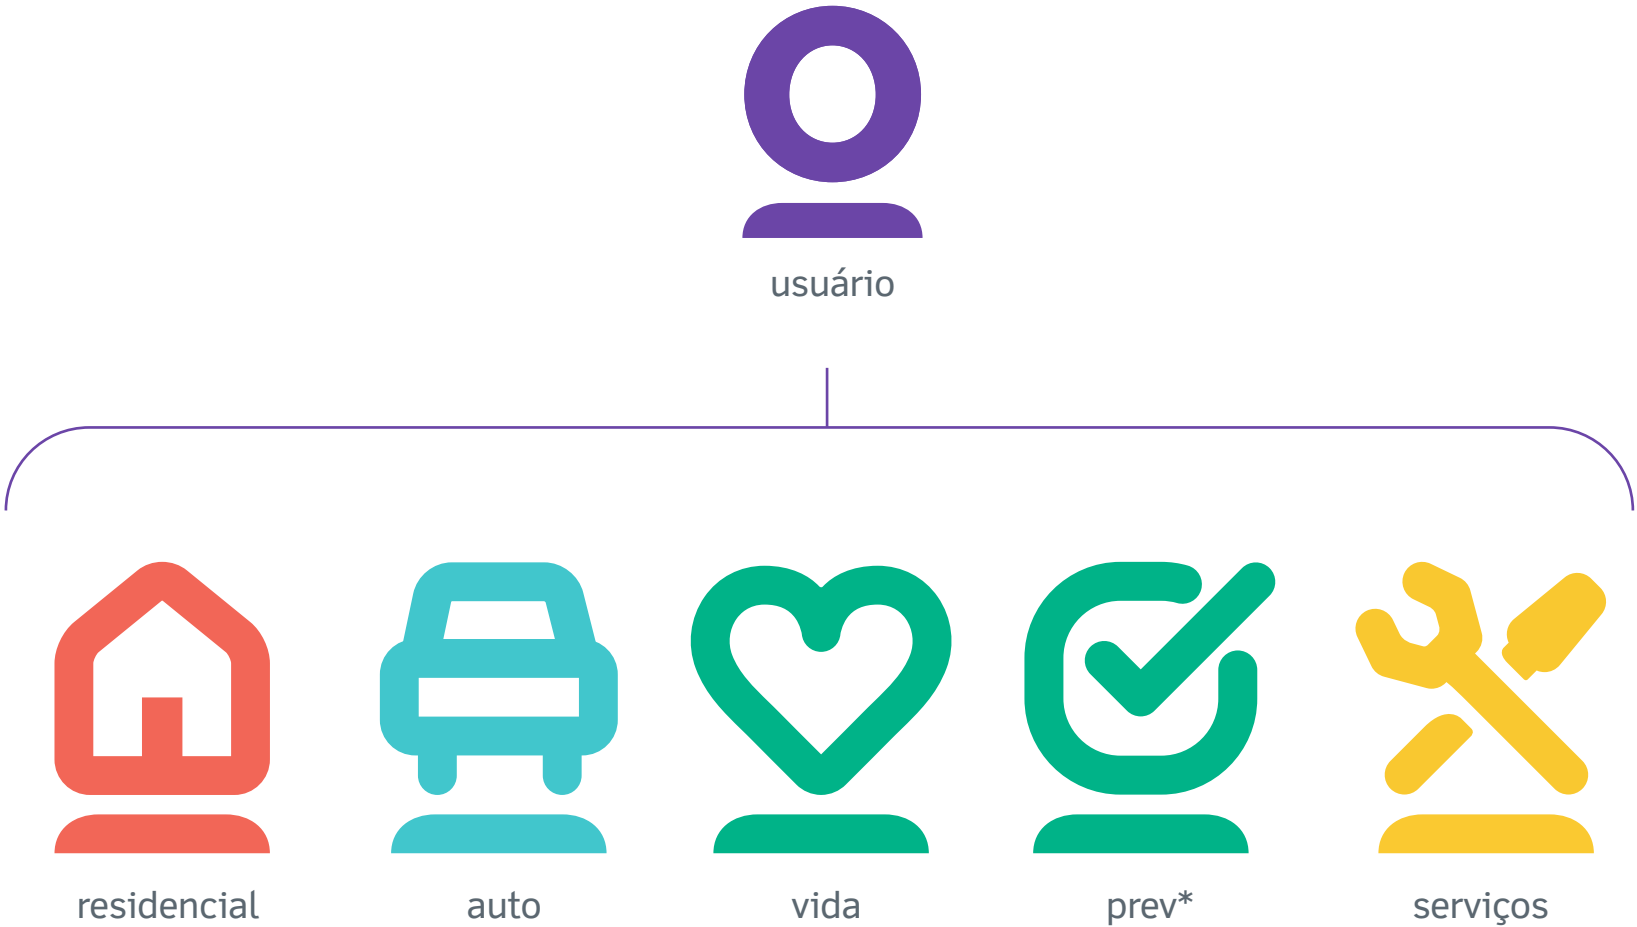 usuário
residencial
auto
vida
prev*
serviços